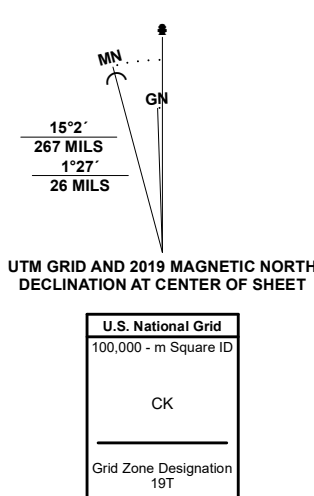 MN
GN
15°2´
267 MILS
1°27´
26 MILS
UTM GRID AND 2019 MAGNETIC NORTH
DECLINATION AT CENTER OF SHEET
U.S. National Grid
100,000 - m Square ID
CK
Grid Zone Designation
19T